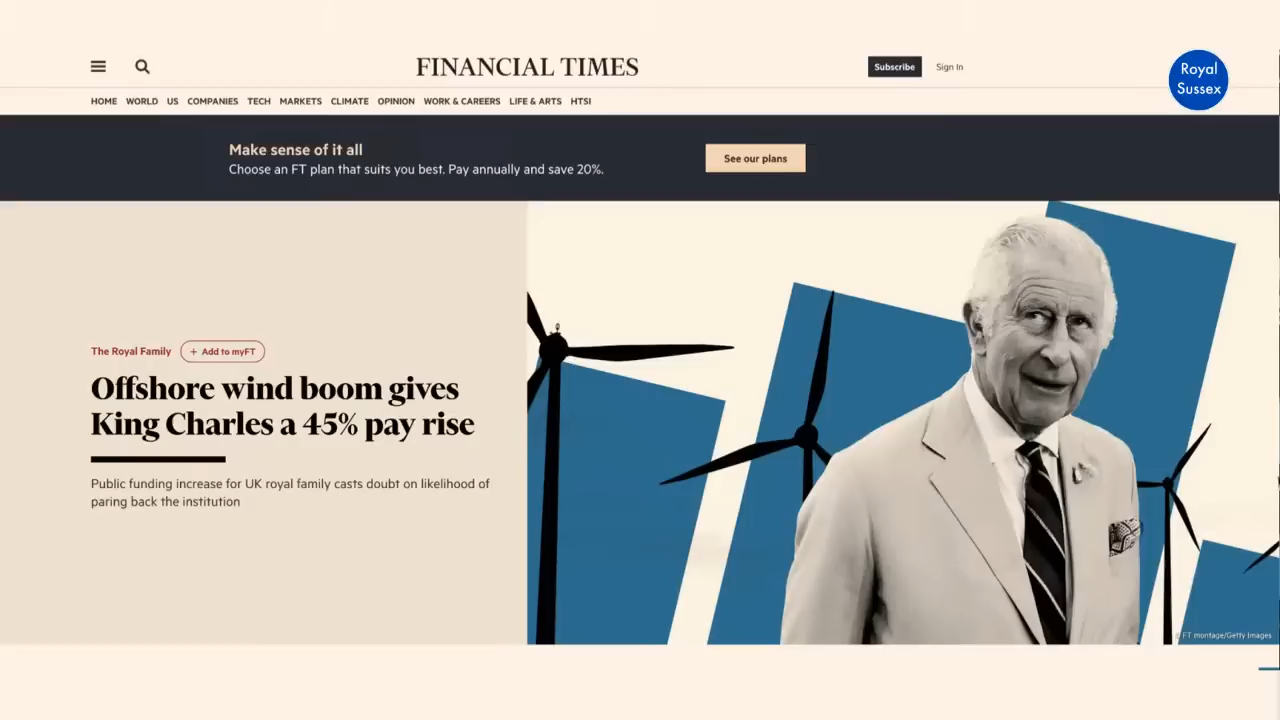 FINANCIAL TIMES
Subscribe
Sign In
Royal
Sussex
HOME WORLD US COMPANIES TECH MARKETS CLIMATE OPINION WORK & CAREERS LIFE & ARTS HTSI
Make sense of it all
Choose an FT plan that suits you best. Pay annually and save 20%.
See our plans
The Royal Family
+ Add to myFT
Offshore wind boom gives
King Charles a 45% pay rise
Public funding increase for UK royal family casts doubt on likelihood of
paring back the institution
FT montage/Getty Images